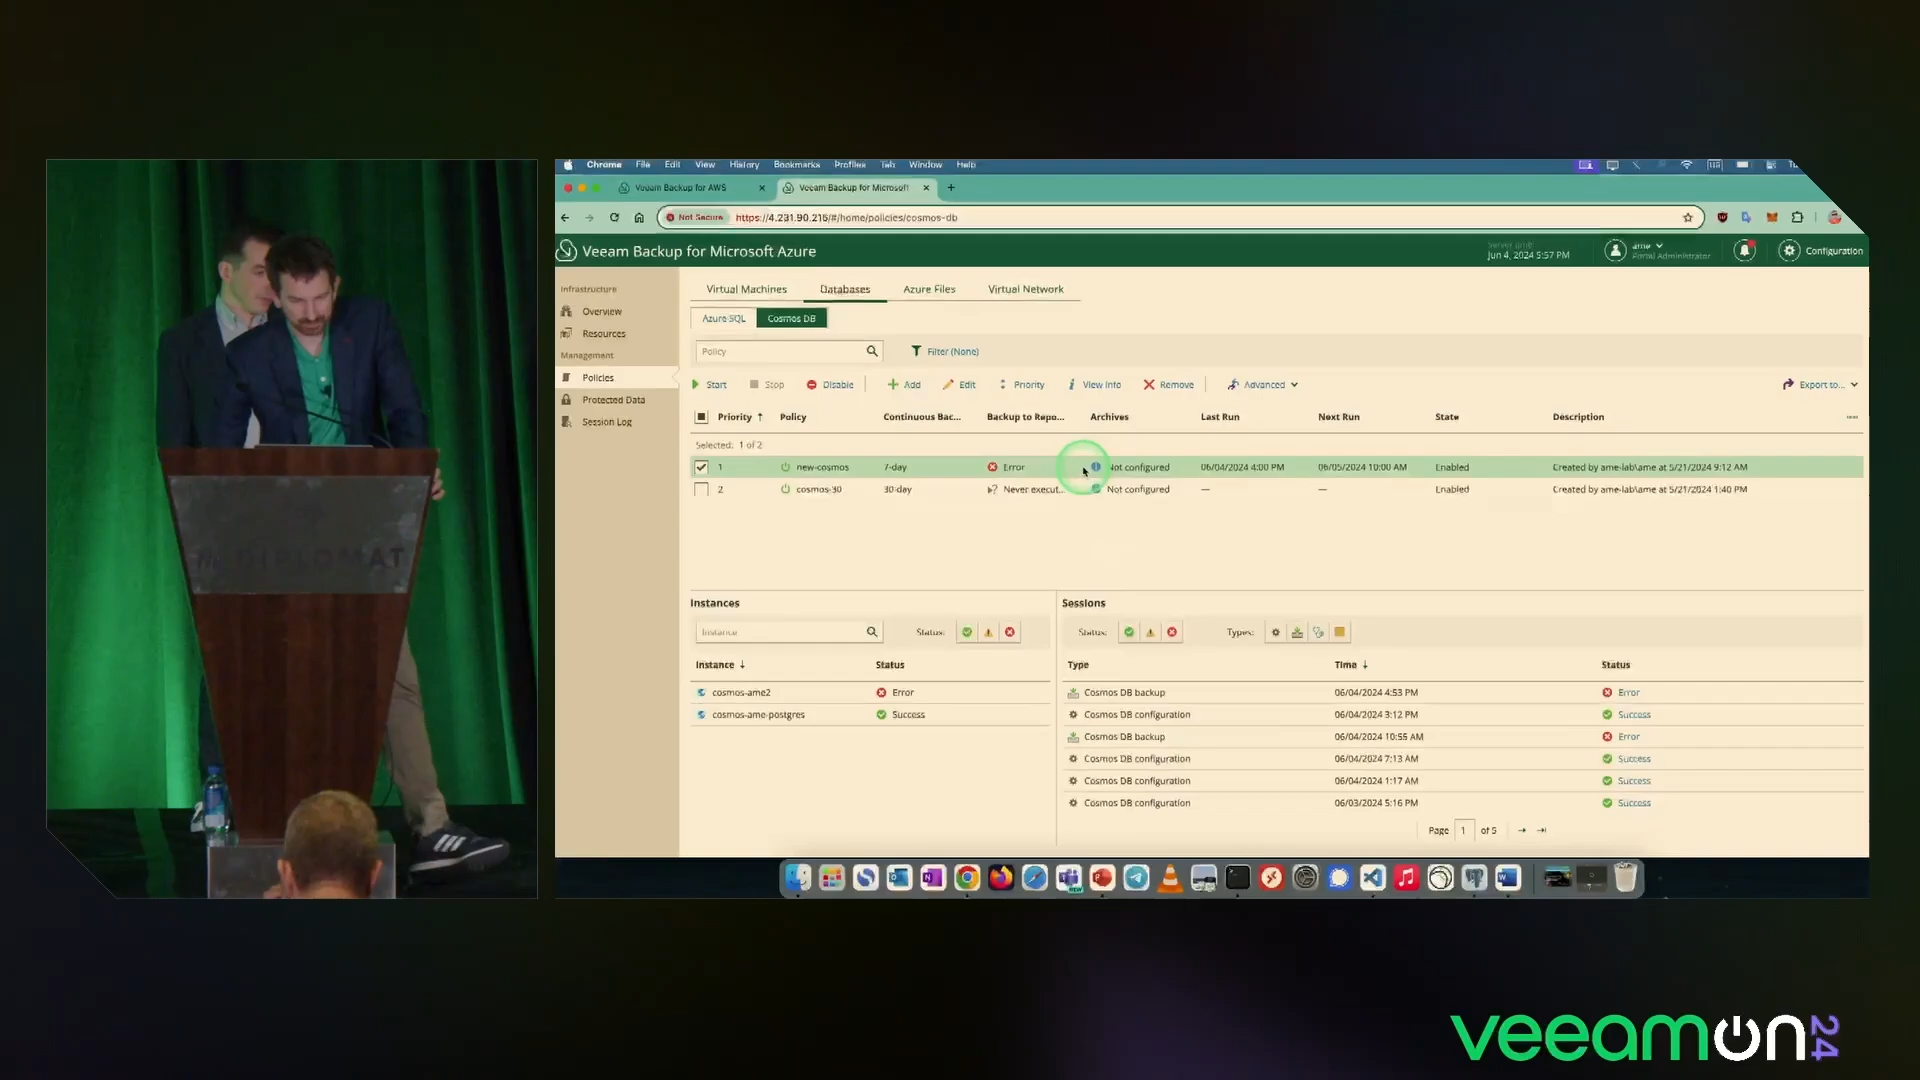 Chrome File Edit View History Bookmarks Profiles Tab Window Help
Veeam Backup for AWS
Veeam Backup for Microsoft
Not Secure https://4.231.90.216/#/home/policies/cosmos-db
Veeam Backup for Microsoft Azure
Server time:
Jun 4, 2024 5:57 PM
ame
Portal Administrator
Configuration
Infrastructure
Overview
Resources
Management
Policies
Protected Data
Session Log
Virtual Machines Databases Azure Files Virtual Network
Azure SQL Cosmos DB
Policy Filter (None)
Start Stop Disable Add Edit Priority View Info Remove Advanced Export to...
Priority Policy Continuous Bac... Backup to Repo... Archives Last Run Next Run State Description
Selected: 1 of 2
1 new-cosmos 7-day Error Not configured 06/04/2024 4:00 PM 06/05/2024 10:00 AM Enabled Created by ame-lab\ame at 5/21/2024 9:12 AM
2 cosmos-30 30-day Never execut... Not configured — — Enabled Created by ame-lab\ame at 5/21/2024 1:40 PM
Instances
Instance Status:
Instance Status
cosmos-ame2 Error
cosmos-ame-postgres Success
Sessions
Status: Types:
Type Time Status
Cosmos DB backup 06/04/2024 4:53 PM Error
Cosmos DB configuration 06/04/2024 3:12 PM Success
Cosmos DB backup 06/04/2024 10:55 AM Error
Cosmos DB configuration 06/04/2024 7:13 AM Success
Cosmos DB configuration 06/04/2024 1:17 AM Success
Cosmos DB configuration 06/03/2024 5:16 PM Success
Page 1 of 5
DIPLOMAT
veeamON 24